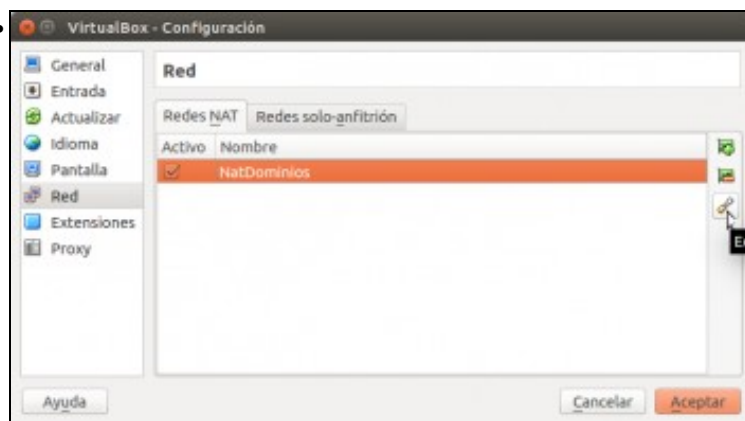 VirtualBox - Configuración
General
Entrada
Actualizar
Idioma
Pantalla
Red
Extensiones
Proxy
Red
Redes NAT Redes solo-anfitrión
Activo Nombre
NatDominios
Ayuda
Cancelar Aceptar